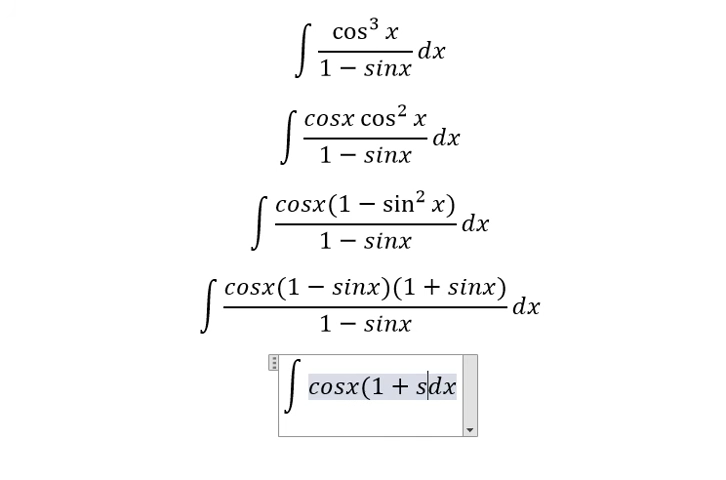 ∫ cos³ x / (1 − sinx) dx
∫ cosx cos² x / (1 − sinx) dx
∫ cosx(1 − sin² x) / (1 − sinx) dx
∫ cosx(1 − sinx)(1 + sinx) / (1 − sinx) dx
∫ cosx(1 + sdx